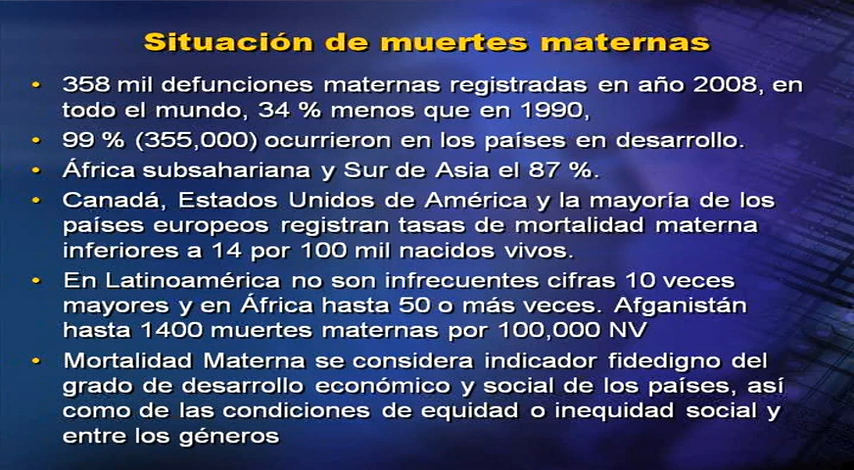 Situación de muertes maternas
• 358 mil defunciones maternas registradas en año 2008, en
todo el mundo, 34 % menos que en 1990,
• 99 % (355,000) ocurrieron en los países en desarrollo.
• África subsahariana y Sur de Asia el 87 %.
• Canadá, Estados Unidos de América y la mayoría de los
países europeos registran tasas de mortalidad materna
inferiores a 14 por 100 mil nacidos vivos.
• En Latinoamérica no son infrecuentes cifras 10 veces
mayores y en África hasta 50 o más veces. Afganistán
hasta 1400 muertes maternas por 100,000 NV
• Mortalidad Materna se considera indicador fidedigno del
grado de desarrollo económico y social de los países, así
como de las condiciones de equidad o inequidad social y
entre los géneros